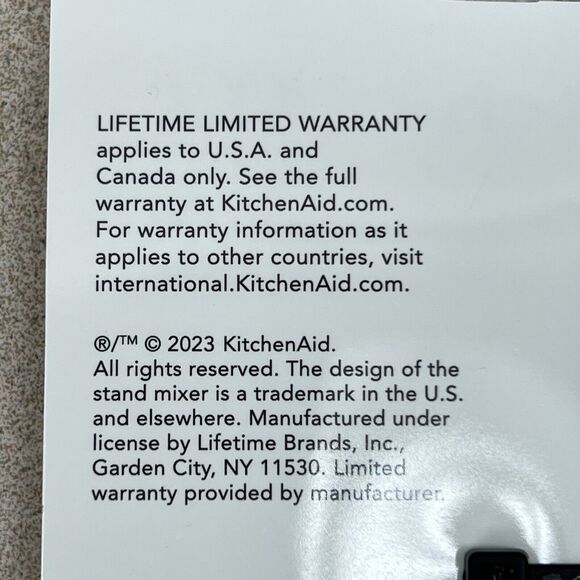 LIFETIME LIMITED WARRANTY
applies to U.S.A. and
Canada only. See the full
warranty at KitchenAid.com.
For warranty information as it
applies to other countries, visit
international.KitchenAid.com.
®/™ © 2023 KitchenAid.
All rights reserved. The design of the
stand mixer is a trademark in the U.S.
and elsewhere. Manufactured under
license by Lifetime Brands, Inc.,
Garden City, NY 11530. Limited
warranty provided by manufacturer.